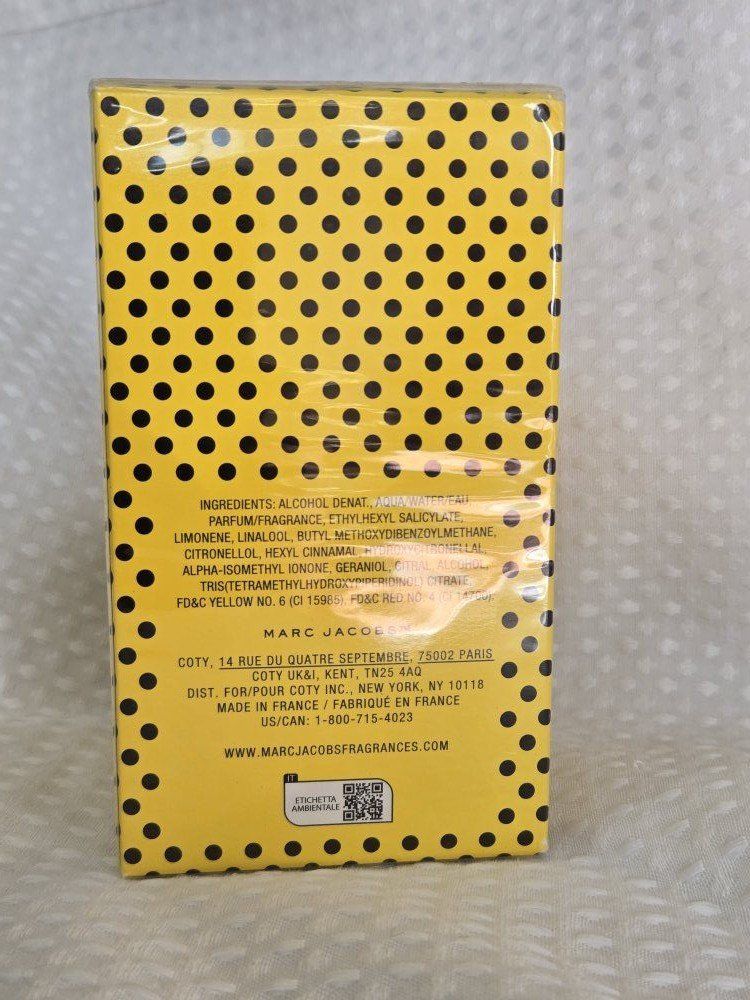 INGREDIENTS: ALCOHOL DENAT., AQUA/WATER/EAU,
PARFUM/FRAGRANCE, ETHYLHEXYL SALICYLATE,
LIMONENE, LINALOOL, BUTYL METHOXYDIBENZOYLMETHANE,
CITRONELLOL, HEXYL CINNAMAL, HYDROXYCITRONELLAL,
ALPHA-ISOMETHYL IONONE, GERANIOL, CITRAL, ALCOHOL,
TRIS(TETRAMETHYLHYDROXYPIPERIDINOL) CITRATE,
FD&C YELLOW NO. 6 (CI 15985), FD&C RED NO. 4 (CI 14700).
MARC JACOBS
COTY, 14 RUE DU QUATRE SEPTEMBRE, 75002 PARIS
COTY UK&I, KENT, TN25 4AQ
DIST. FOR/POUR COTY INC., NEW YORK, NY 10118
MADE IN FRANCE / FABRIQUÉ EN FRANCE
US/CAN: 1-800-715-4023
WWW.MARCJACOBSFRAGRANCES.COM
IT
ETICHETTA
AMBIENTALE